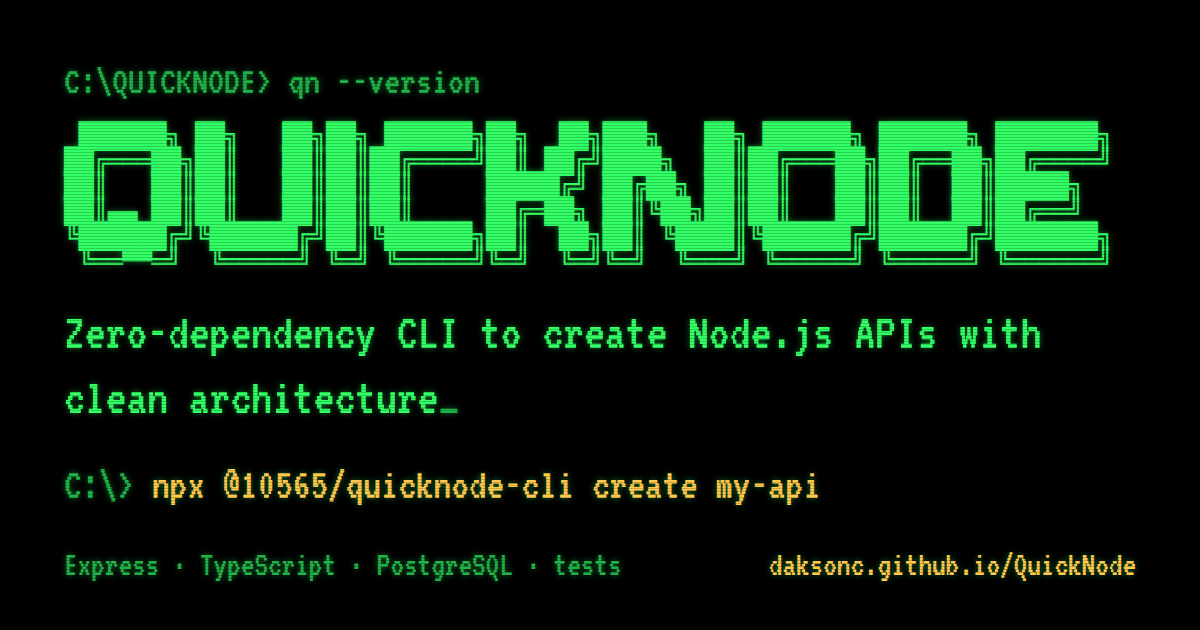 C:\QUICKNODE> qn --version
QUICKNODE
Zero-dependency CLI to create Node.js APIs with
clean architecture_
C:\> npx @10565/quicknode-cli create my-api
Express · TypeScript · PostgreSQL · tests
daksonc.github.io/QuickNode